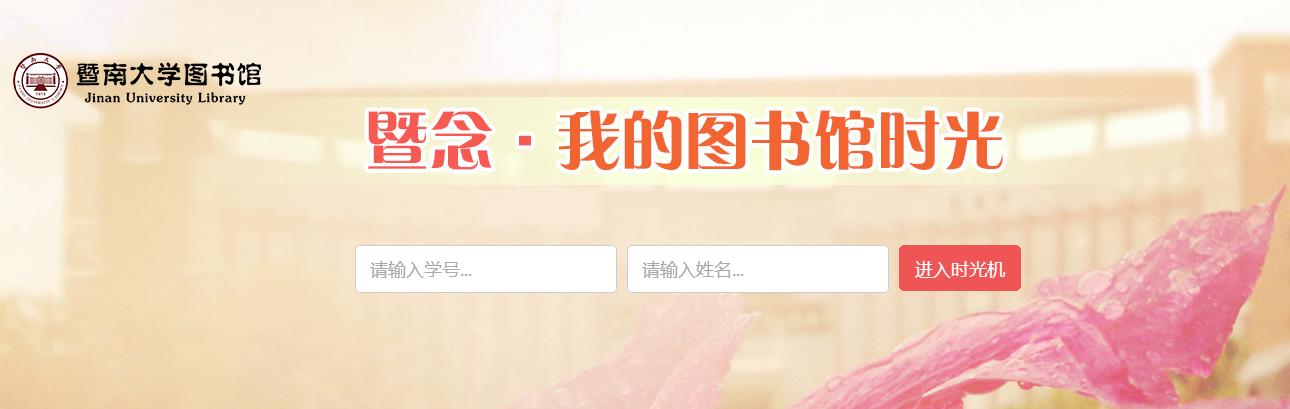 暨南大学图书馆
Jinan University Library
暨念·我的图书馆时光
请输入学号...
请输入姓名...
进入时光机